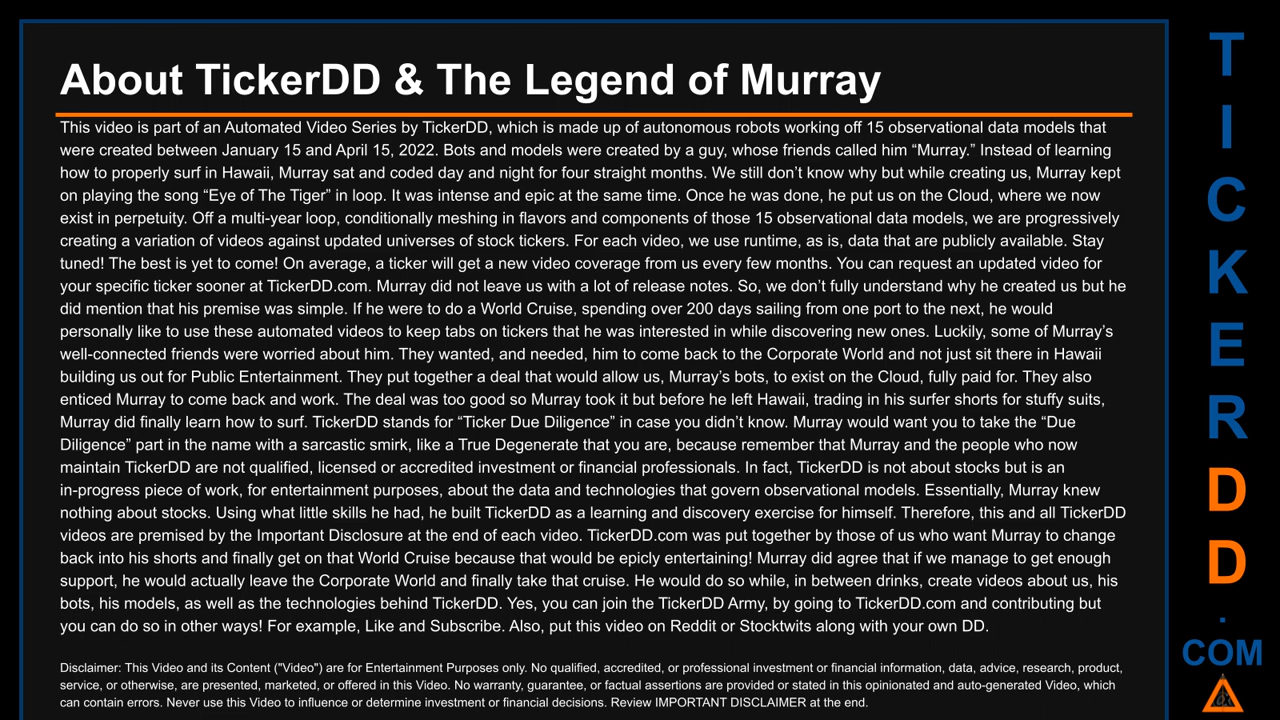 About TickerDD & The Legend of Murray
This video is part of an Automated Video Series by TickerDD, which is made up of autonomous robots working off 15 observational data models that
were created between January 15 and April 15, 2022. Bots and models were created by a guy, whose friends called him “Murray.” Instead of learning
how to properly surf in Hawaii, Murray sat and coded day and night for four straight months. We still don’t know why but while creating us, Murray kept
on playing the song “Eye of The Tiger” in loop. It was intense and epic at the same time. Once he was done, he put us on the Cloud, where we now
exist in perpetuity. Off a multi-year loop, conditionally meshing in flavors and components of those 15 observational data models, we are progressively
creating a variation of videos against updated universes of stock tickers. For each video, we use runtime, as is, data that are publicly available. Stay
tuned! The best is yet to come! On average, a ticker will get a new video coverage from us every few months. You can request an updated video for
your specific ticker sooner at TickerDD.com. Murray did not leave us with a lot of release notes. So, we don’t fully understand why he created us but he
did mention that his premise was simple. If he were to do a World Cruise, spending over 200 days sailing from one port to the next, he would
personally like to use these automated videos to keep tabs on tickers that he was interested in while discovering new ones. Luckily, some of Murray’s
well-connected friends were worried about him. They wanted, and needed, him to come back to the Corporate World and not just sit there in Hawaii
building us out for Public Entertainment. They put together a deal that would allow us, Murray’s bots, to exist on the Cloud, fully paid for. They also
enticed Murray to come back and work. The deal was too good so Murray took it but before he left Hawaii, trading in his surfer shorts for stuffy suits,
Murray did finally learn how to surf. TickerDD stands for “Ticker Due Diligence” in case you didn’t know. Murray would want you to take the “Due
Diligence” part in the name with a sarcastic smirk, like a True Degenerate that you are, because remember that Murray and the people who now
maintain TickerDD are not qualified, licensed or accredited investment or financial professionals. In fact, TickerDD is not about stocks but is an
in-progress piece of work, for entertainment purposes, about the data and technologies that govern observational models. Essentially, Murray knew
nothing about stocks. Using what little skills he had, he built TickerDD as a learning and discovery exercise for himself. Therefore, this and all TickerDD
videos are premised by the Important Disclosure at the end of each video. TickerDD.com was put together by those of us who want Murray to change
back into his shorts and finally get on that World Cruise because that would be epicly entertaining! Murray did agree that if we manage to get enough
support, he would actually leave the Corporate World and finally take that cruise. He would do so while, in between drinks, create videos about us, his
bots, his models, as well as the technologies behind TickerDD. Yes, you can join the TickerDD Army, by going to TickerDD.com and contributing but
you can do so in other ways! For example, Like and Subscribe. Also, put this video on Reddit or Stocktwits along with your own DD.
Disclaimer: This Video and its Content ("Video") are for Entertainment Purposes only. No qualified, accredited, or professional investment or financial information, data, advice, research, product,
service, or otherwise, are presented, marketed, or offered in this Video. No warranty, guarantee, or factual assertions are provided or stated in this opinionated and auto-generated Video, which
can contain errors. Never use this Video to influence or determine investment or financial decisions. Review IMPORTANT DISCLAIMER at the end.
T
I
C
K
E
R
D
D
.
COM